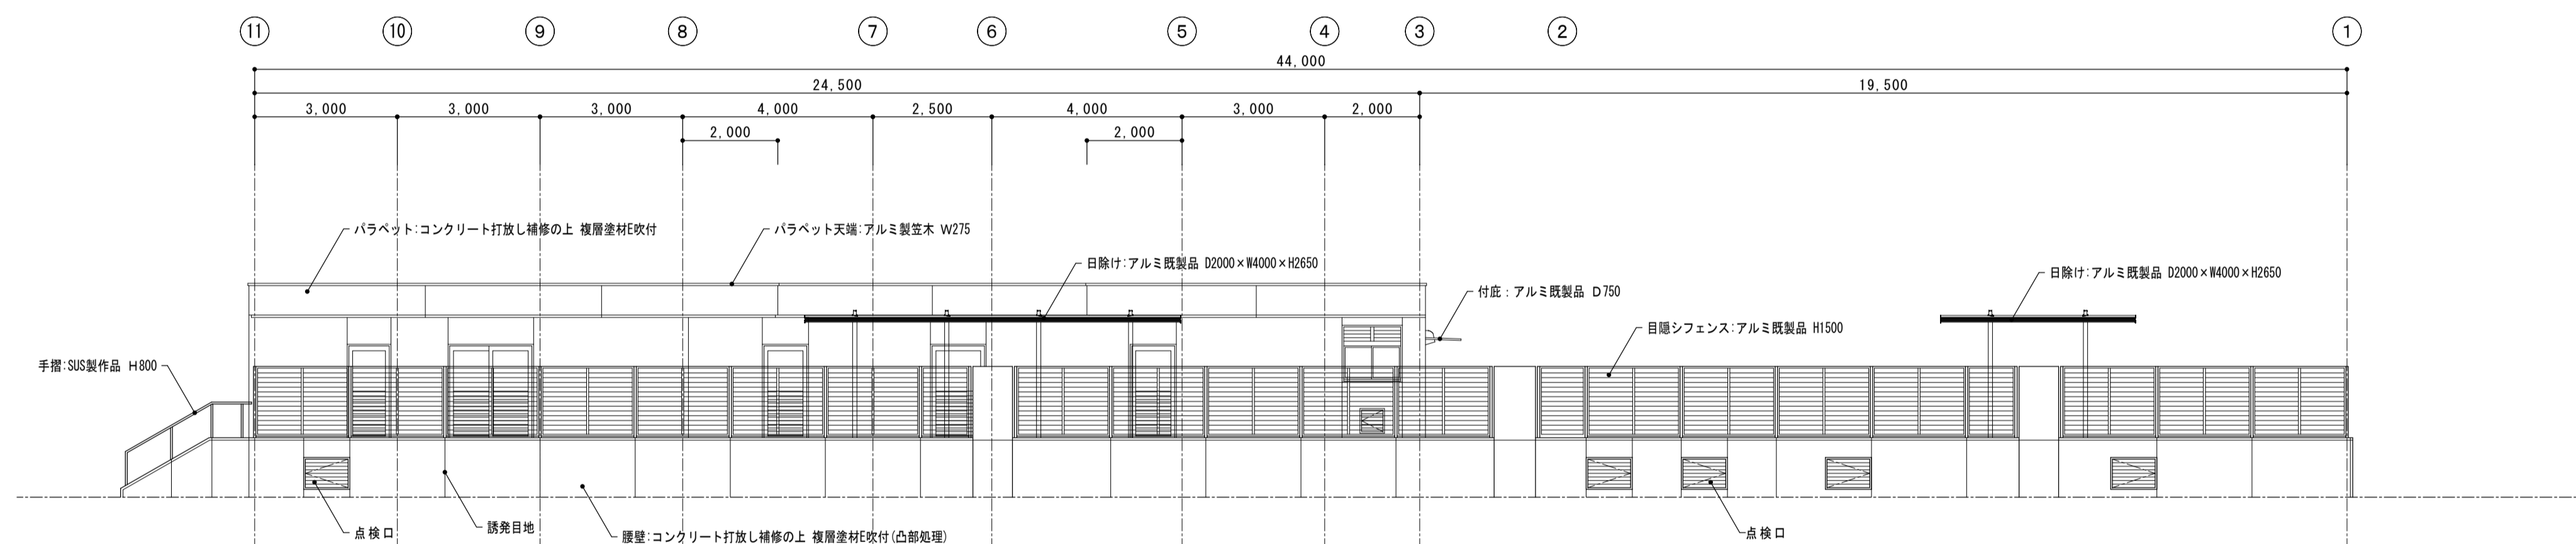 11 10 9 8 7 6 5 4 3 2 1
44,000
24,500 19,500
3,000 3,000 3,000 4,000 2,500 4,000 3,000 2,000
2,000 2,000
パラペット:コンクリート打放し補修の上 複層塗材E吹付
パラペット天端:アルミ製笠木 W275
日除け:アルミ既製品 D2000×W4000×H2650
日除け:アルミ既製品 D2000×W4000×H2650
付庇:アルミ既製品 D750
目隠シフェンス:アルミ既製品 H1500
手摺:SUS製作品 H800
点検口
誘発目地
腰壁:コンクリート打放し補修の上 複層塗材E吹付(凸部処理)
点検口